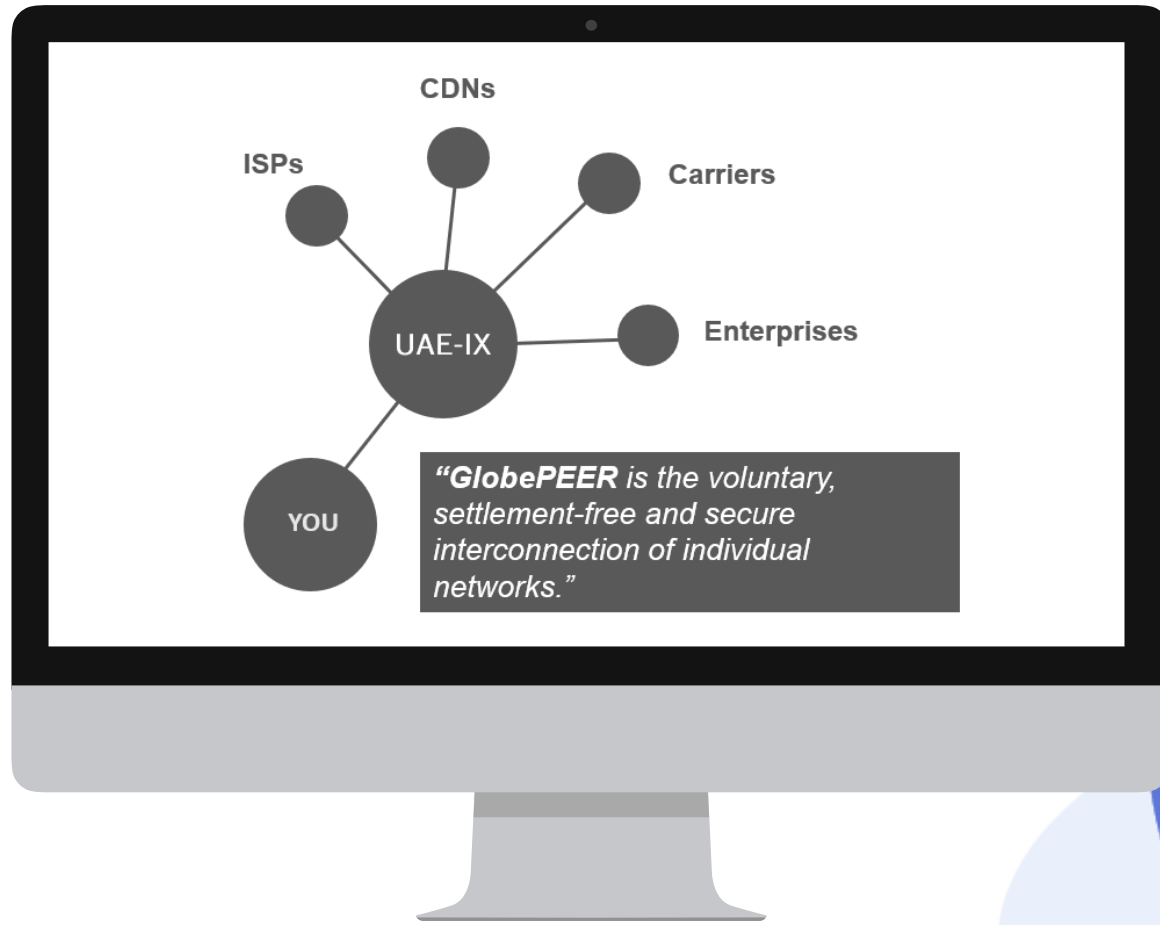 CDNs
ISPs
Carriers
UAE-IX
Enterprises
YOU
“GlobePEER is the voluntary,
settlement-free and secure
interconnection of individual
networks.”